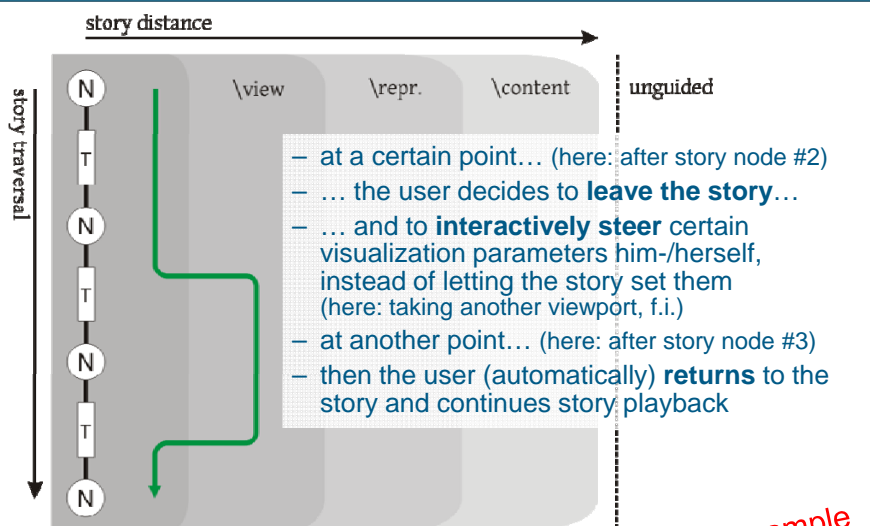 story distance
story traversal
N
\view
\repr.
\content
unguided
T
– at a certain point… (here: after story node #2)
– … the user decides to leave the story…
– … and to interactively steer certain
visualization parameters him-/herself,
instead of letting the story set them
(here: taking another viewport, f.i.)
– at another point… (here: after story node #3)
– then the user (automatically) returns to the
story and continues story playback
N
T
N
T
N